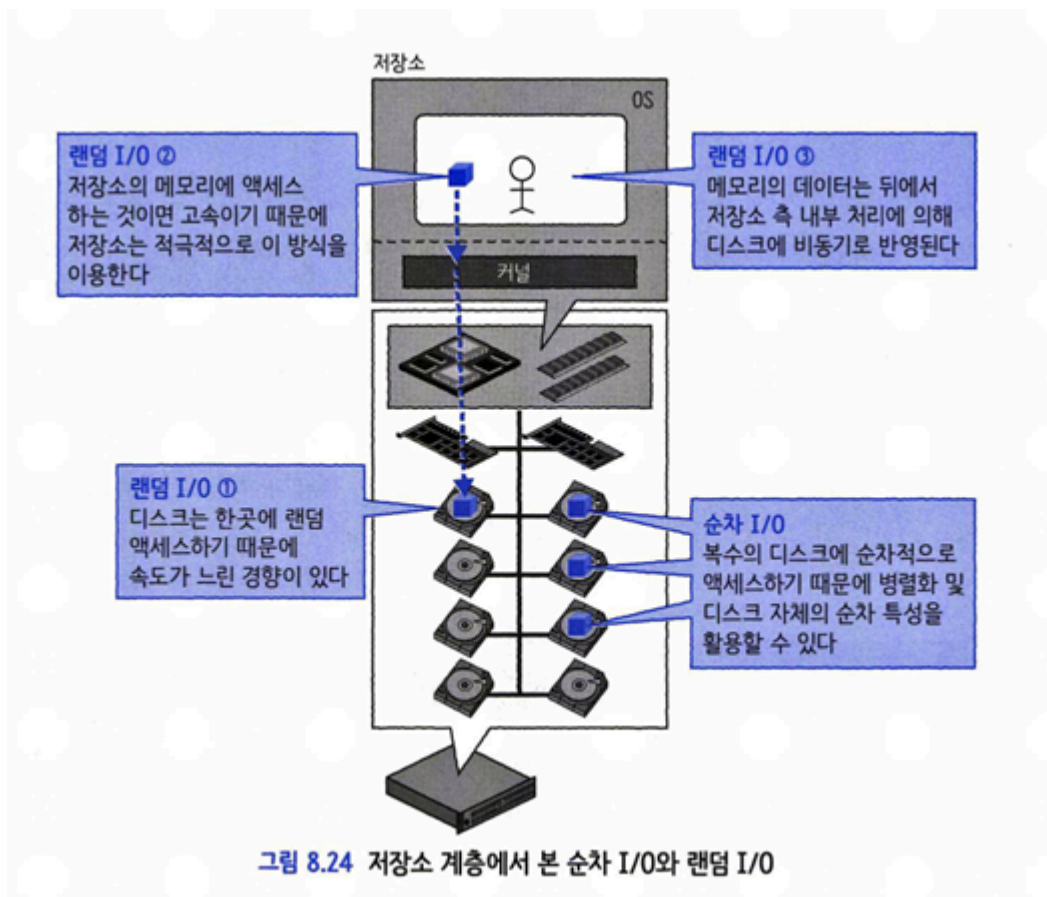 저장소
OS
랜덤 I/O ②
저장소의 메모리에 액세스
하는 것이면 고속이기 때문에
저장소는 적극적으로 이 방식을
이용한다
랜덤 I/O ③
메모리의 데이터는 뒤에서
저장소 측 내부 처리에 의해
디스크에 비동기로 반영된다
커널
랜덤 I/O ①
디스크는 한곳에 랜덤
액세스하기 때문에
속도가 느린 경향이 있다
순차 I/O
복수의 디스크에 순차적으로
액세스하기 때문에 병렬화 및
디스크 자체의 순차 특성을
활용할 수 있다
그림 8.24 저장소 계층에서 본 순차 I/O와 랜덤 I/O